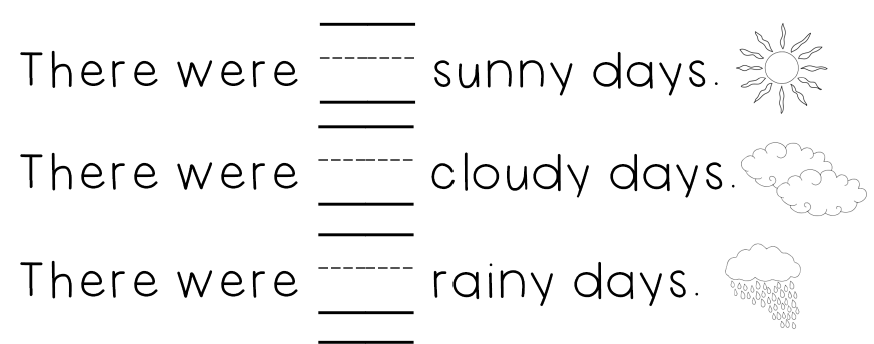 There were sunny days.
There were cloudy days.
There were rainy days.